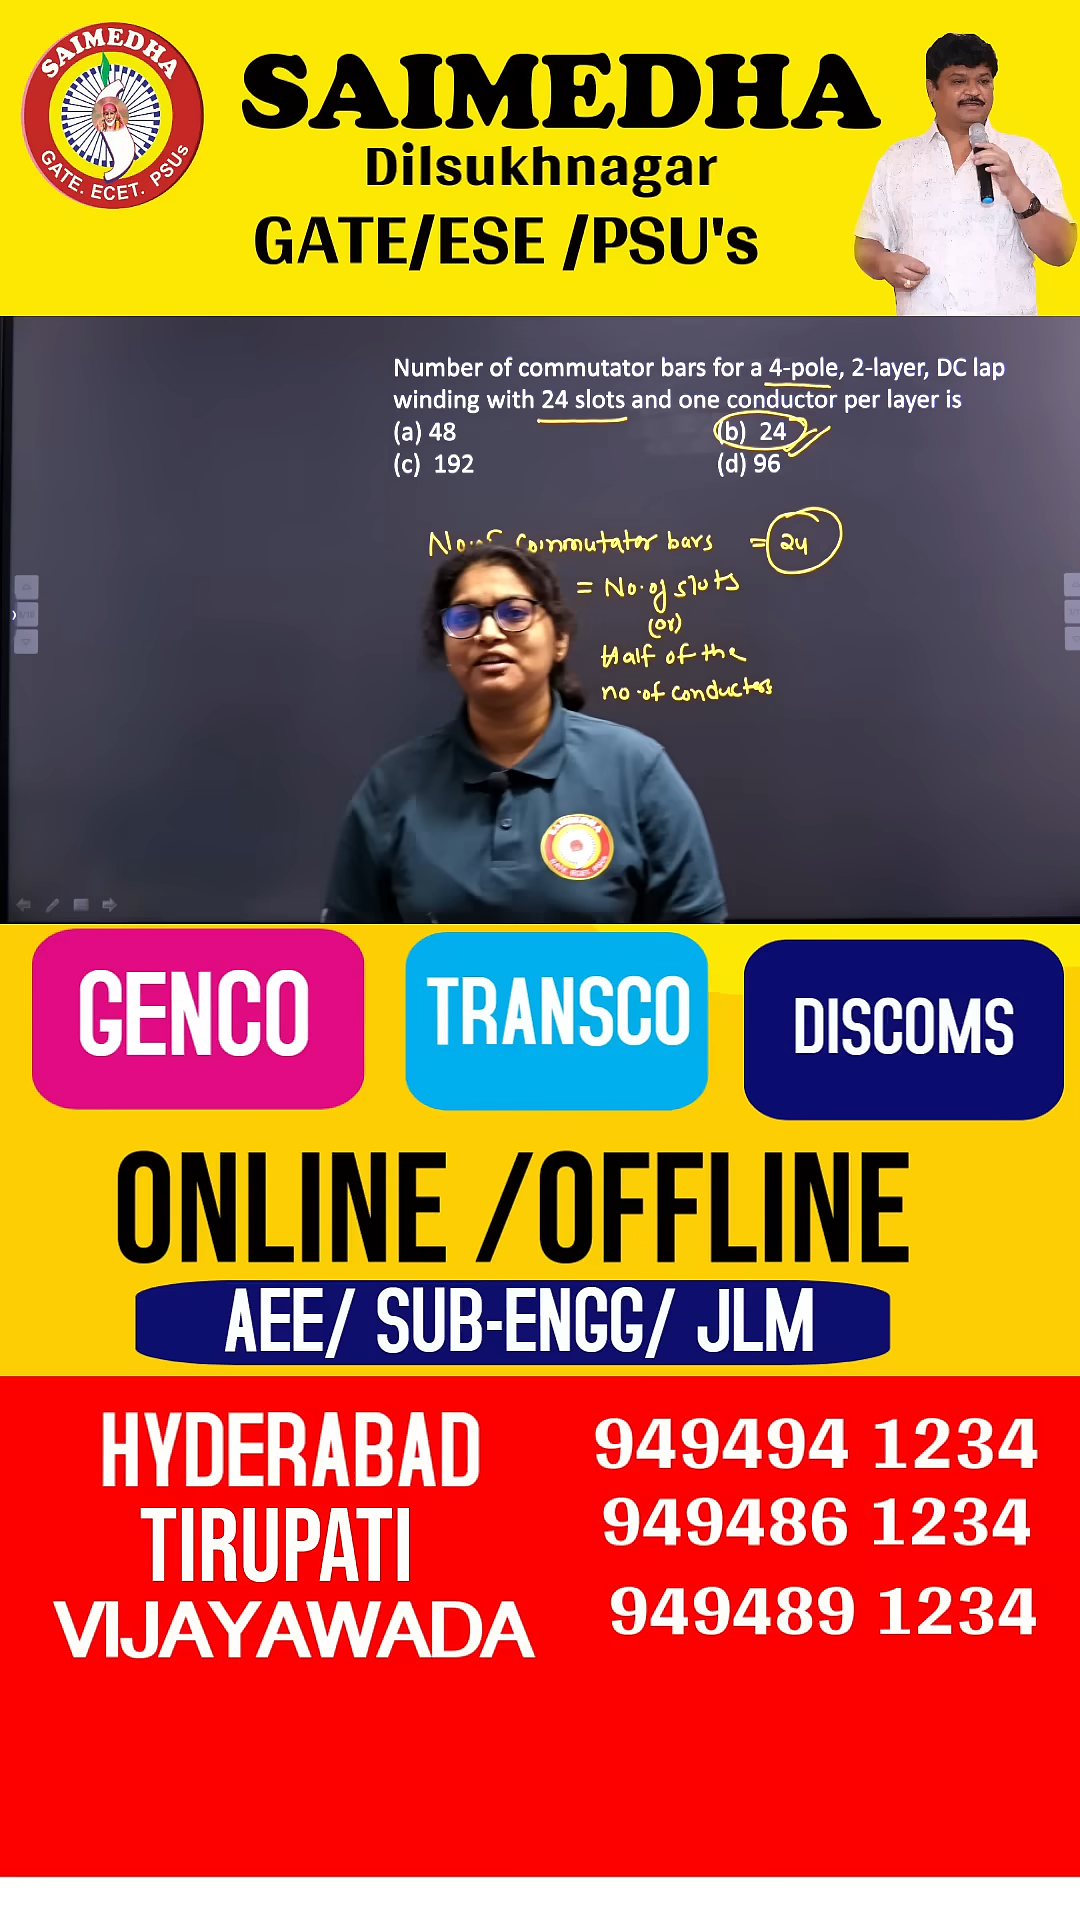 SAIMEDHA
GATE. ECET. PSUs
SAIMEDHA
Dilsukhnagar
GATE/ESE /PSU's
Number of commutator bars for a 4-pole, 2-layer, DC lap
winding with 24 slots and one conductor per layer is
(a) 48
(b) 24
(c) 192
(d) 96
commutator bars = 24
= No. of slots
(or)
Half of the
no. of conductors
SAIMEDHA
GENCO
TRANSCO
DISCOMS
ONLINE /OFFLINE
AEE/ SUB-ENGG/ JLM
HYDERABAD 949494 1234
TIRUPATI 949486 1234
VIJAYAWADA 949489 1234